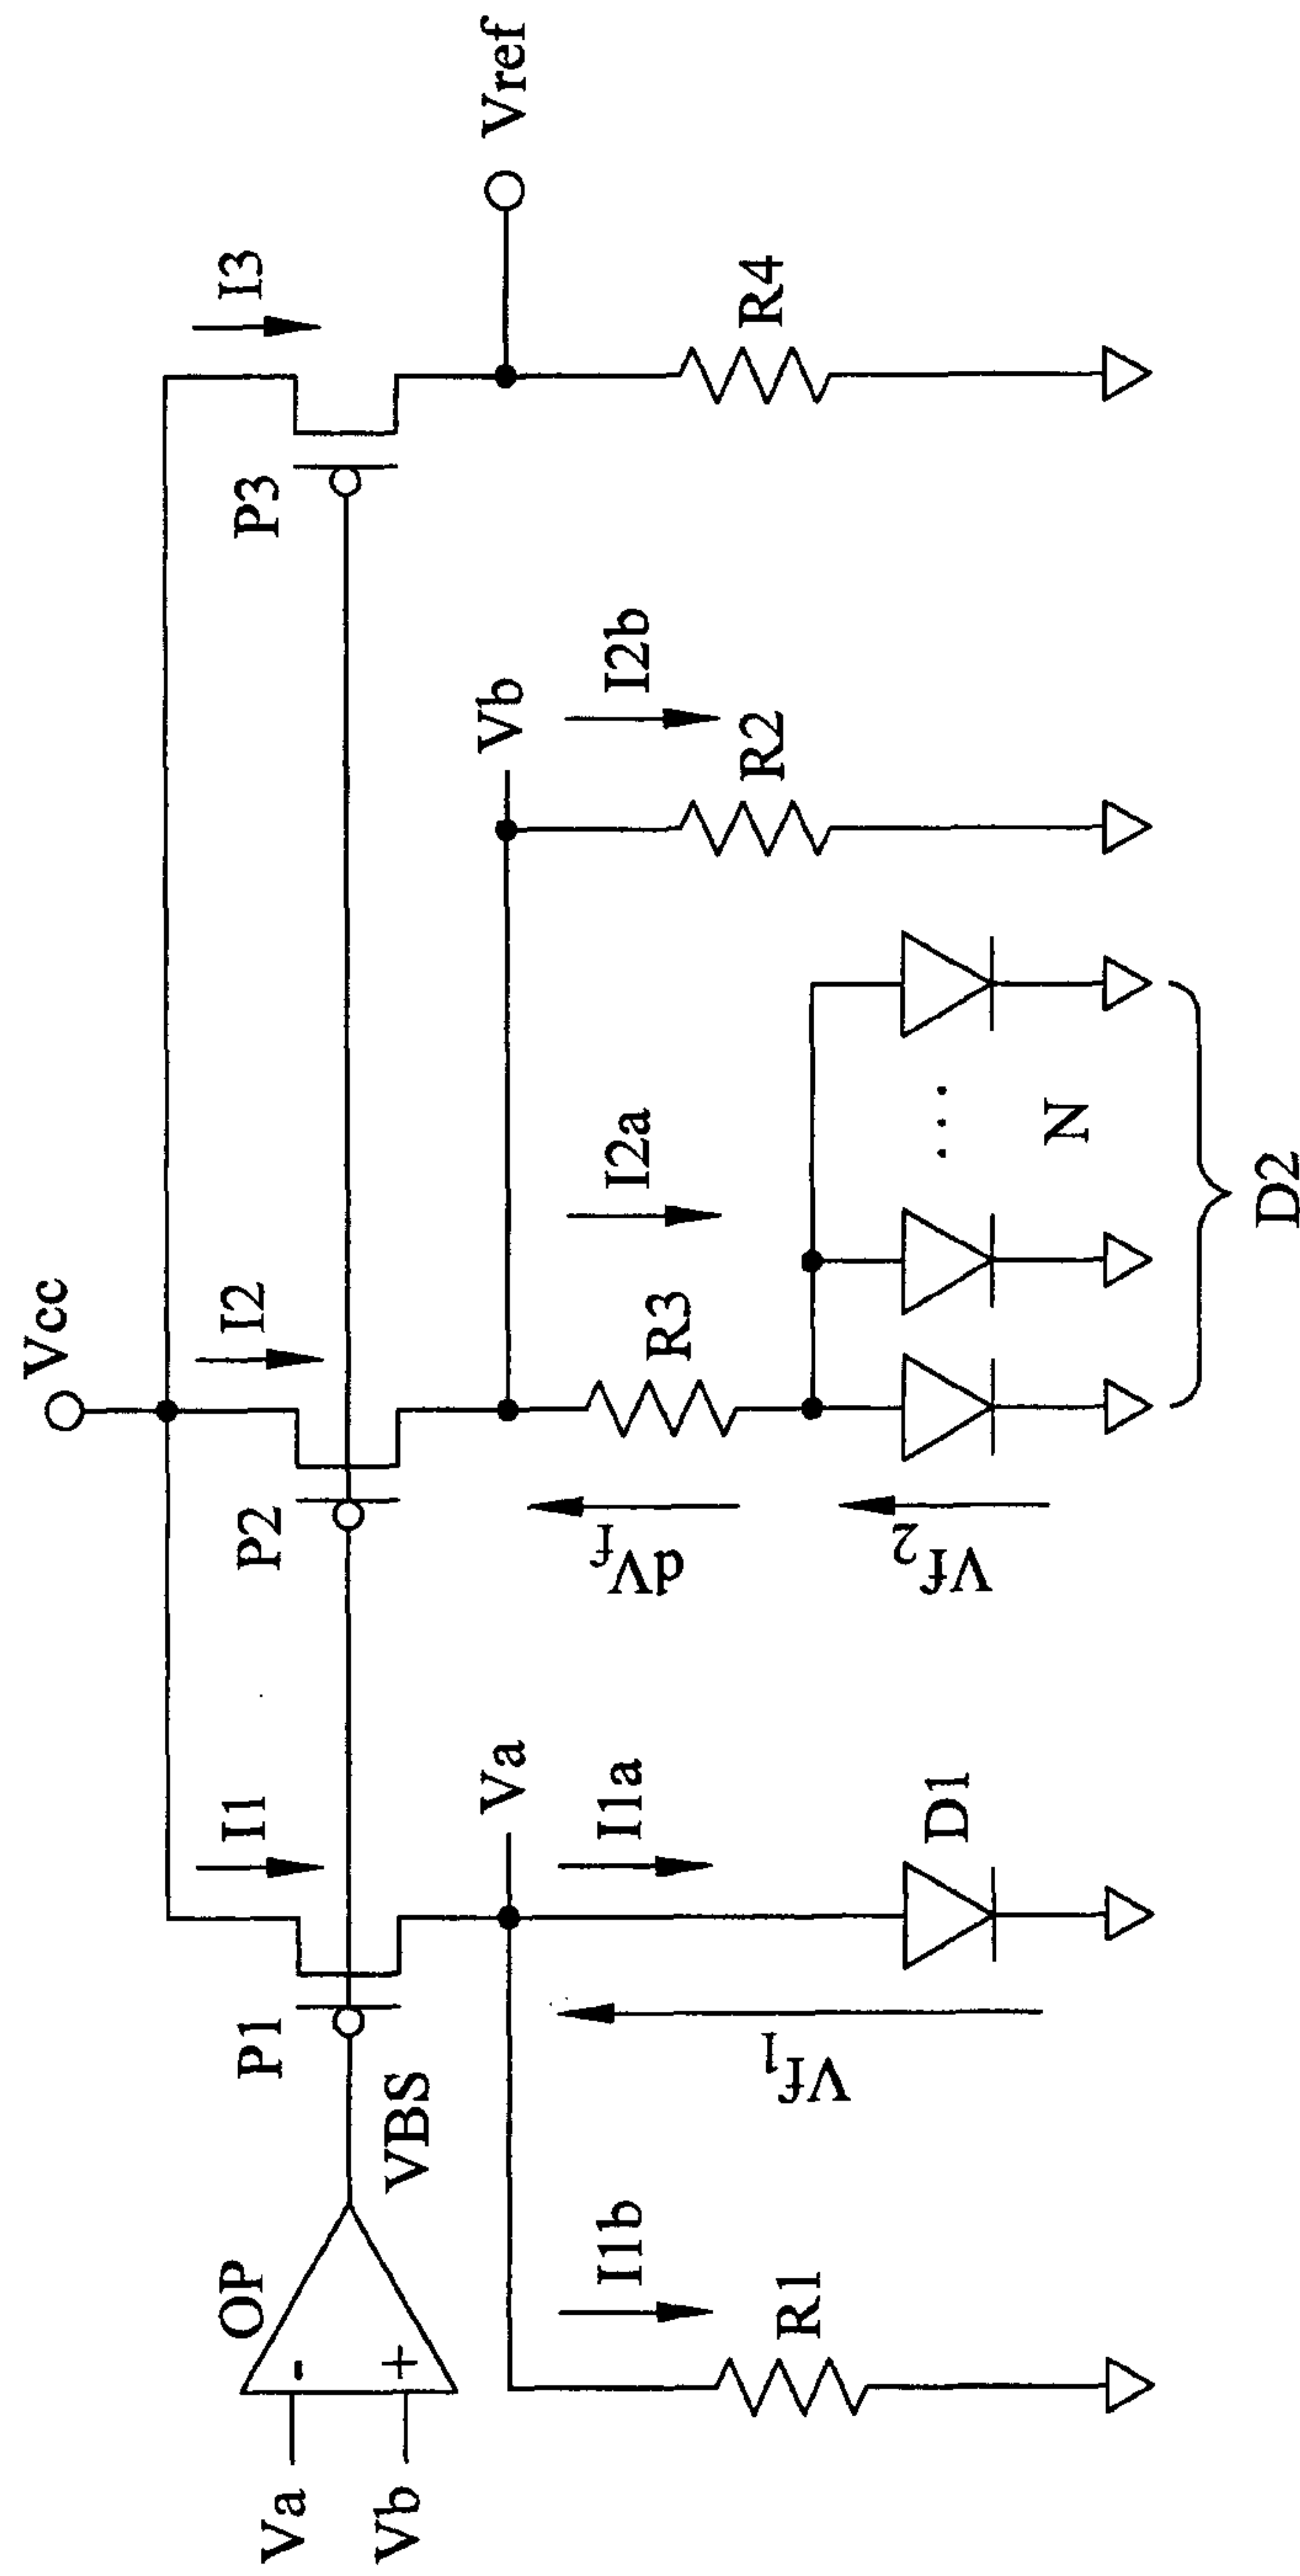 Vcc
I1
I2
I3
OP
P1
P2
P3
Va
-
Vb
+
VBS
Va
Vb
Vref
I1b
I1a
I2a
I2b
dVf
R1
Vf1
R3
R2
R4
D1
Vf2
...
N
D2